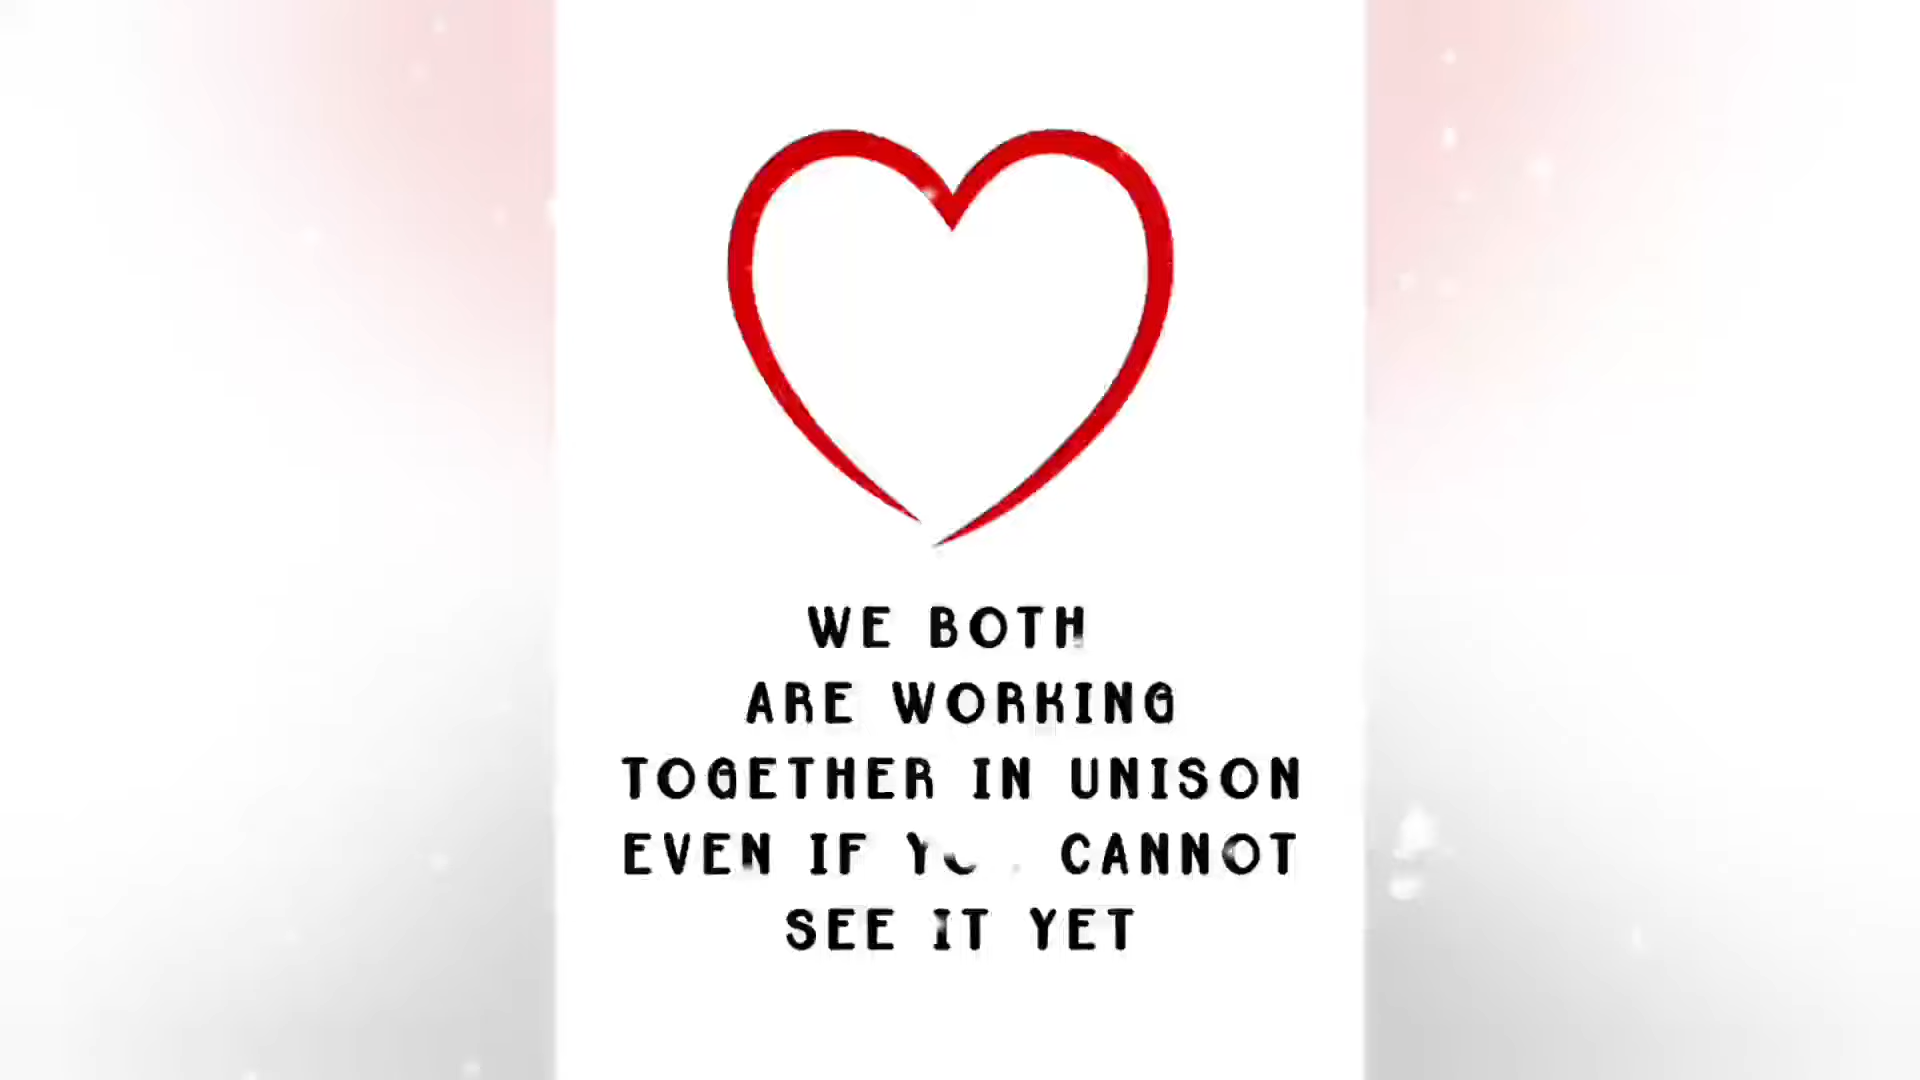 WE BOTH
ARE WORKING
TOGETHER IN UNISON
EVEN IF CANNOT
SEE IT YET